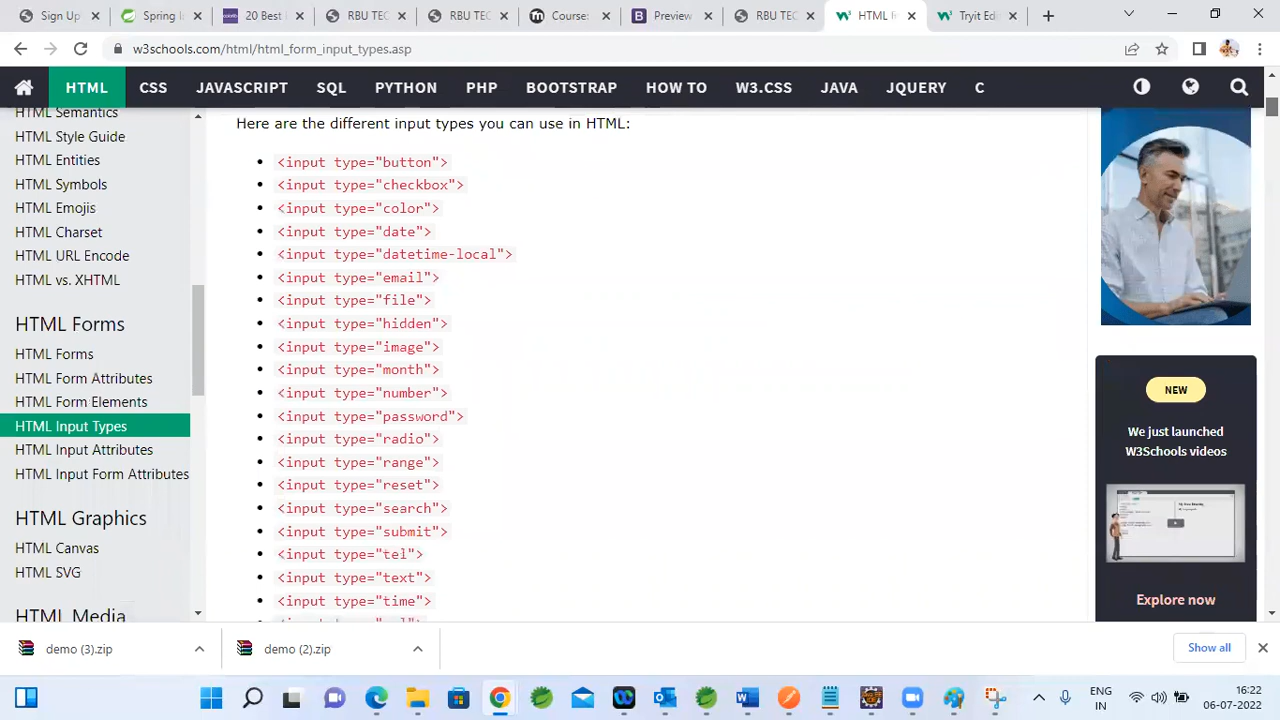 Sign Up
Spring I
20 Best
RBU TEC
RBU TEC
Course:
Preview
RBU TEC
HTML F
Tryit Edi
w3schools.com/html/html_form_input_types.asp
HTML CSS JAVASCRIPT SQL PYTHON PHP BOOTSTRAP HOW TO W3.CSS JAVA JQUERY C
HTML Semantics
HTML Style Guide
HTML Entities
HTML Symbols
HTML Emojis
HTML Charset
HTML URL Encode
HTML vs. XHTML
HTML Forms
HTML Forms
HTML Form Attributes
HTML Form Elements
HTML Input Types
HTML Input Attributes
HTML Input Form Attributes
HTML Graphics
HTML Canvas
HTML SVG
HTML Media
Here are the different input types you can use in HTML:
<input type="button">
<input type="checkbox">
<input type="color">
<input type="date">
<input type="datetime-local">
<input type="email">
<input type="file">
<input type="hidden">
<input type="image">
<input type="month">
<input type="number">
<input type="password">
<input type="radio">
<input type="range">
<input type="reset">
<input type="search">
<input type="submit">
<input type="tel">
<input type="text">
<input type="time">
NEW
We just launched
W3Schools videos
Explore now
demo (3).zip
demo (2).zip
Show all
ENG
IN
16:22
06-07-2022